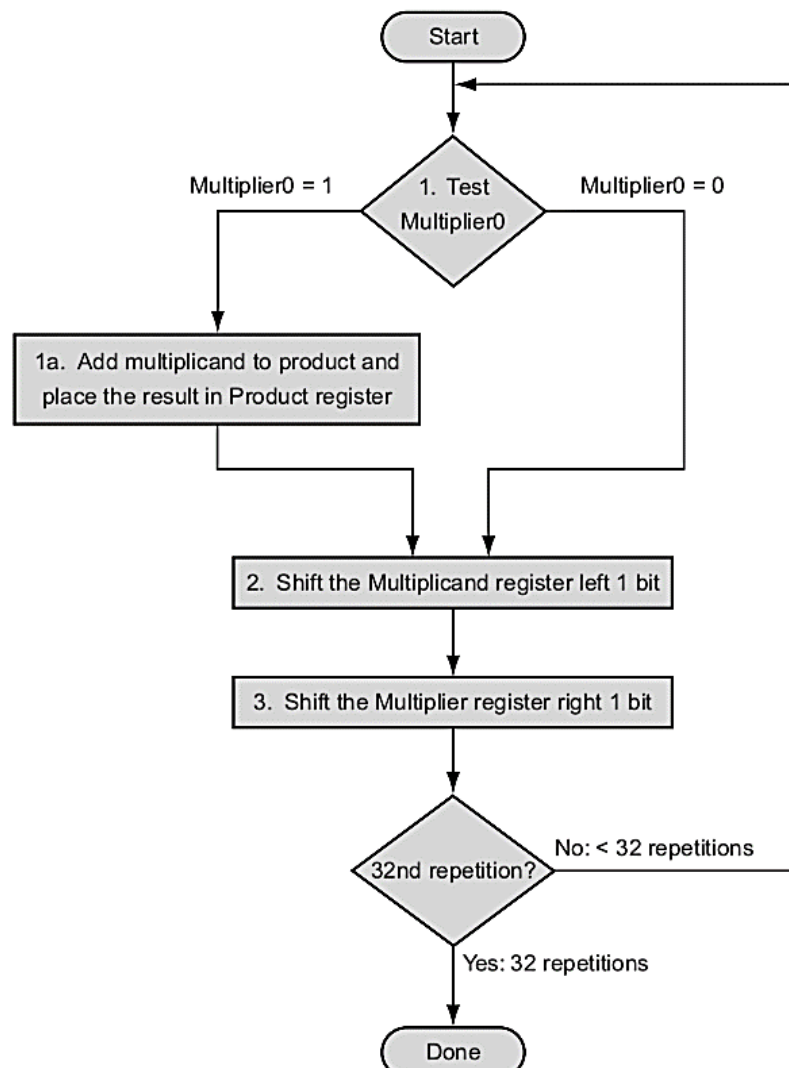 Start
1. Test
Multiplier0
Multiplier0 = 1
Multiplier0 = 0
1a. Add multiplicand to product and
place the result in Product register
2. Shift the Multiplicand register left 1 bit
3. Shift the Multiplier register right 1 bit
32nd repetition?
No: < 32 repetitions
Yes: 32 repetitions
Done